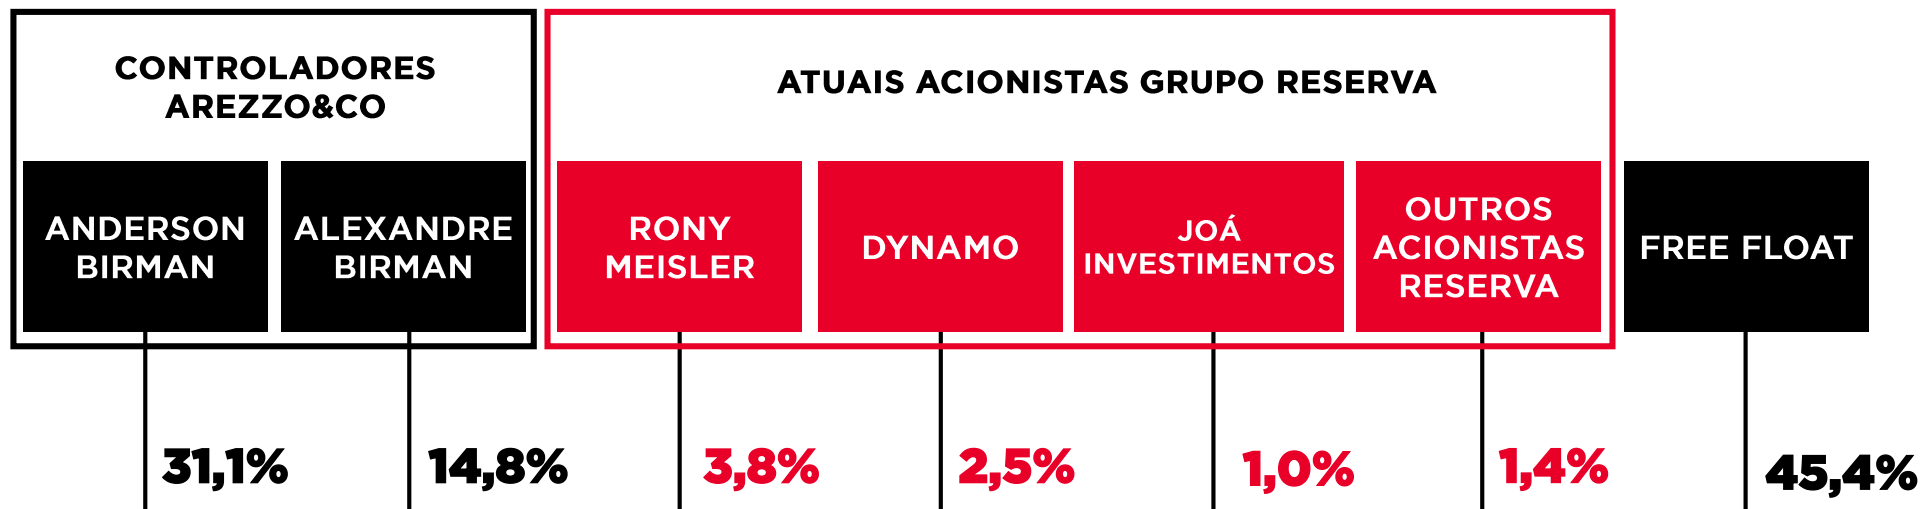 CONTROLADORES
AREZZO&CO
ATUAIS ACIONISTAS GRUPO RESERVA
ANDERSON
BIRMAN
ALEXANDRE
BIRMAN
RONY
MEISLER
DYNAMO
JOÁ
INVESTIMENTOS
OUTROS
ACIONISTAS
RESERVA
FREE FLOAT
31,1%
14,8%
3,8%
2,5%
1,0%
1,4%
45,4%